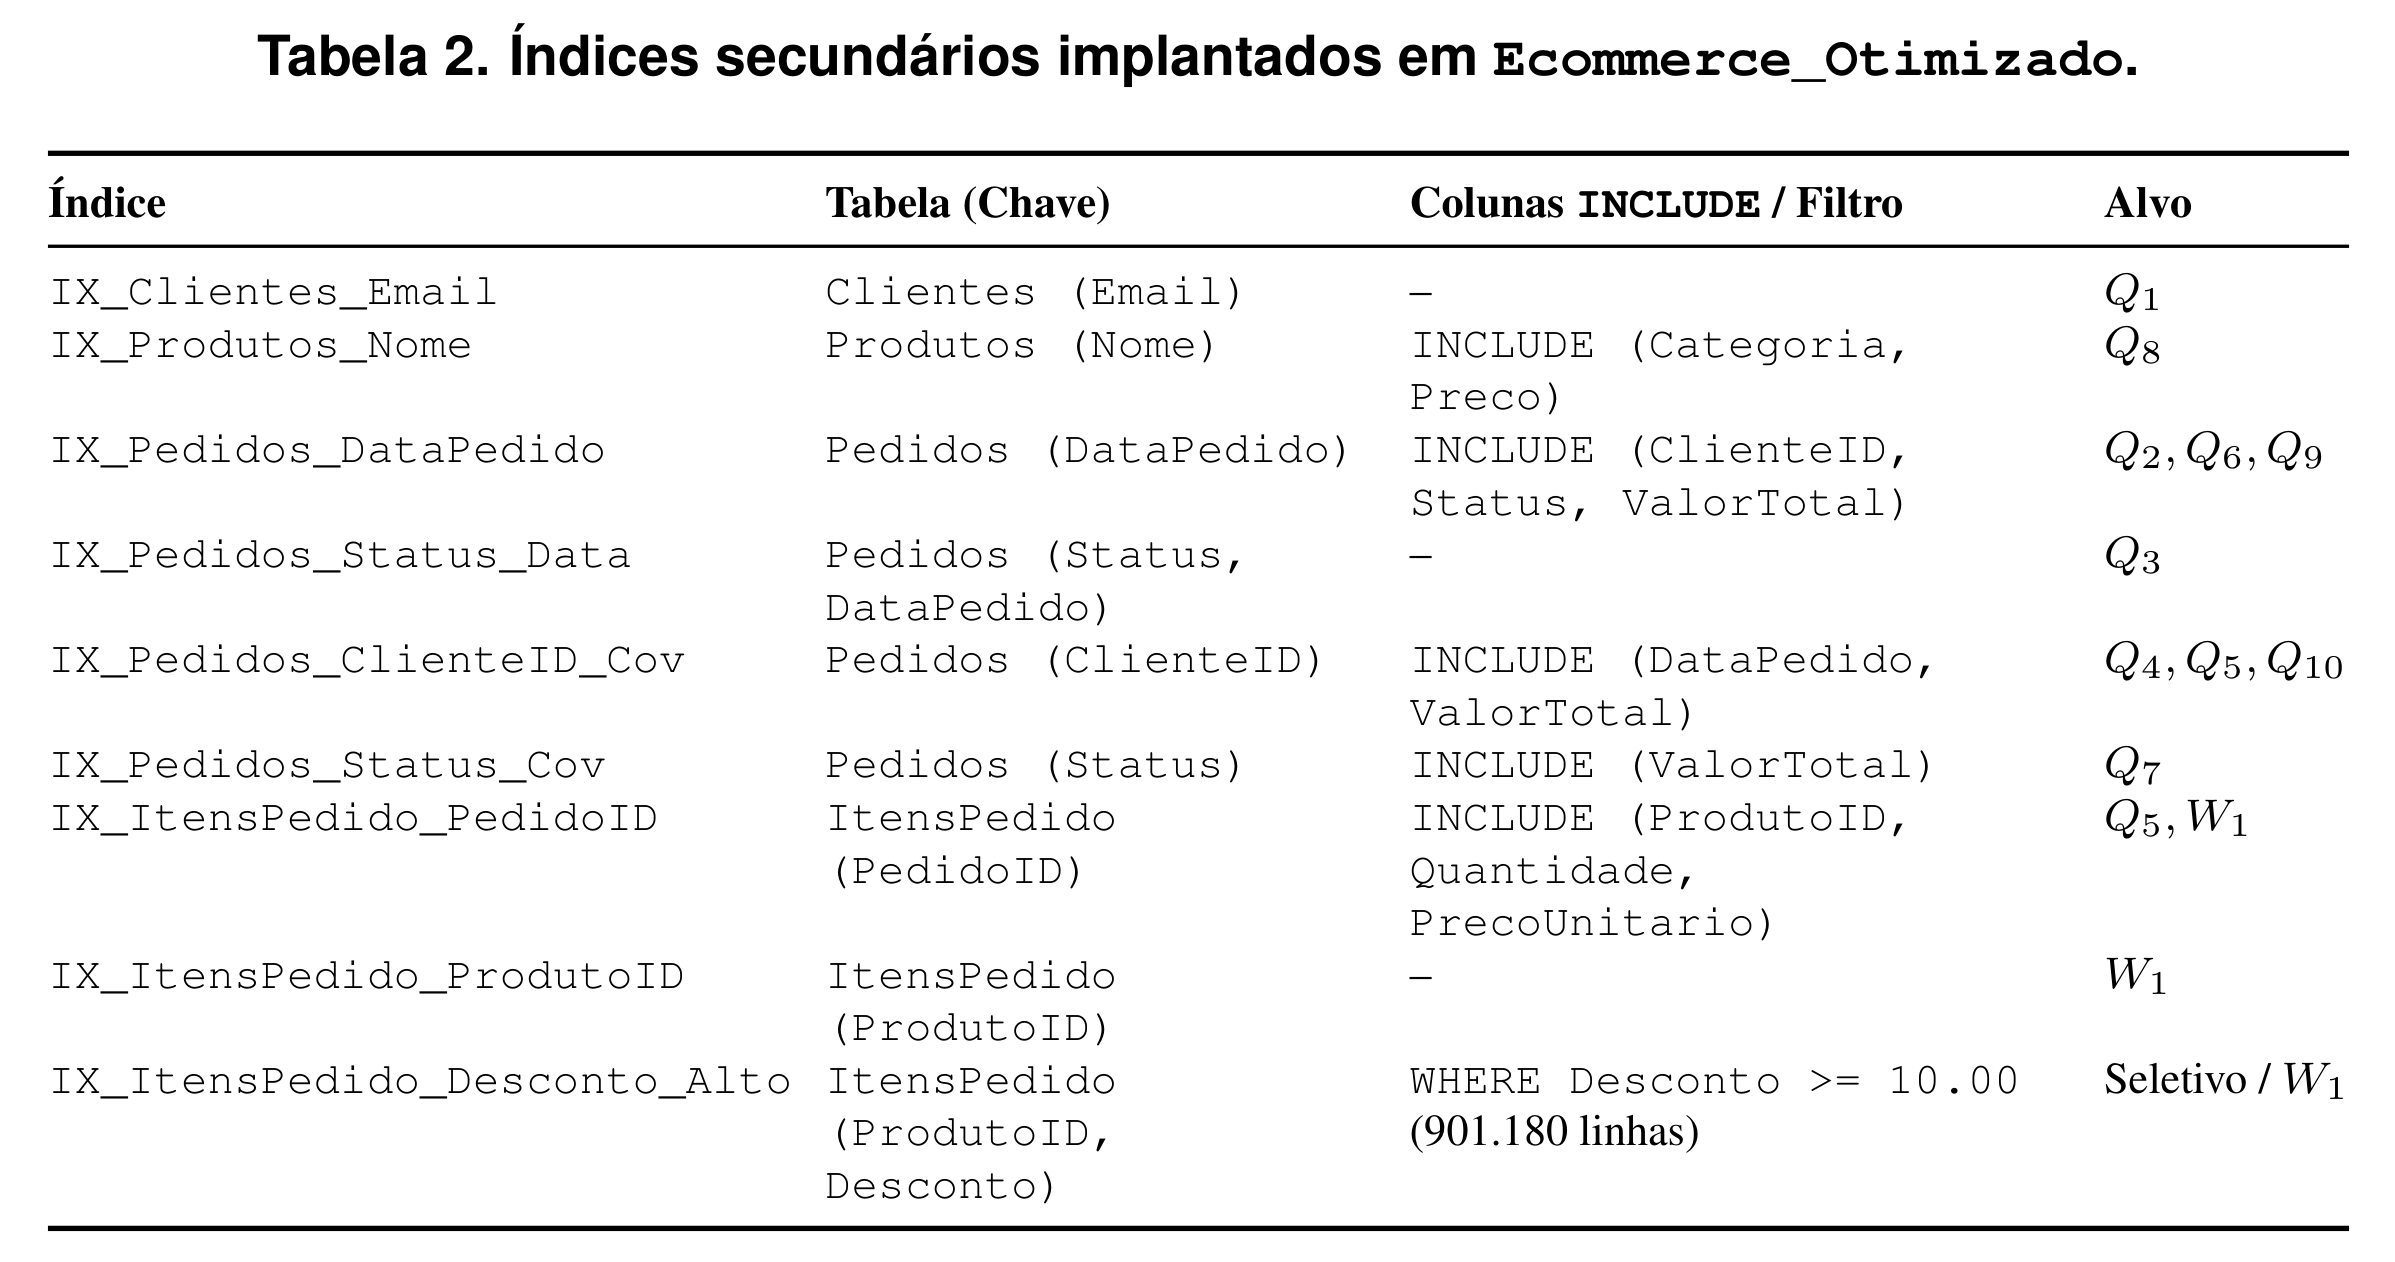 Tabela 2. Índices secundários implantados em Ecommerce_Otimizado.
Índice Tabela (Chave) Colunas INCLUDE / Filtro Alvo
IX_Clientes_Email Clientes (Email) – Q1
IX_Produtos_Nome Produtos (Nome) INCLUDE (Categoria, Q8
Preco)
IX_Pedidos_DataPedido Pedidos (DataPedido) INCLUDE (ClienteID, Q2, Q6, Q9
Status, ValorTotal)
IX_Pedidos_Status_Data Pedidos (Status, – Q3
DataPedido)
IX_Pedidos_ClienteID_Cov Pedidos (ClienteID) INCLUDE (DataPedido, Q4, Q5, Q10
ValorTotal)
IX_Pedidos_Status_Cov Pedidos (Status) INCLUDE (ValorTotal) Q7
IX_ItensPedido_PedidoID ItensPedido INCLUDE (ProdutoID, Q5, W1
(PedidoID) Quantidade,
PrecoUnitario)
IX_ItensPedido_ProdutoID ItensPedido – W1
(ProdutoID)
IX_ItensPedido_Desconto_Alto ItensPedido WHERE Desconto >= 10.00 Seletivo / W1
(ProdutoID, (901.180 linhas)
Desconto)